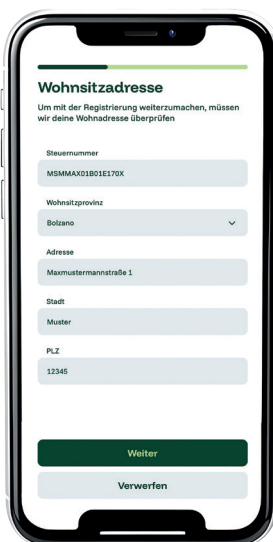 Wohnsitzadresse
Um mit der Registrierung weiterzumachen, müssen
wir deine Wohnadresse überprüfen
Steuernummer
MSMMAX01B01E170X
Wohnsitzprovinz
Bolzano
Adresse
Maxmustermannstraße 1
Stadt
Muster
PLZ
12345
Weiter
Verwerfen